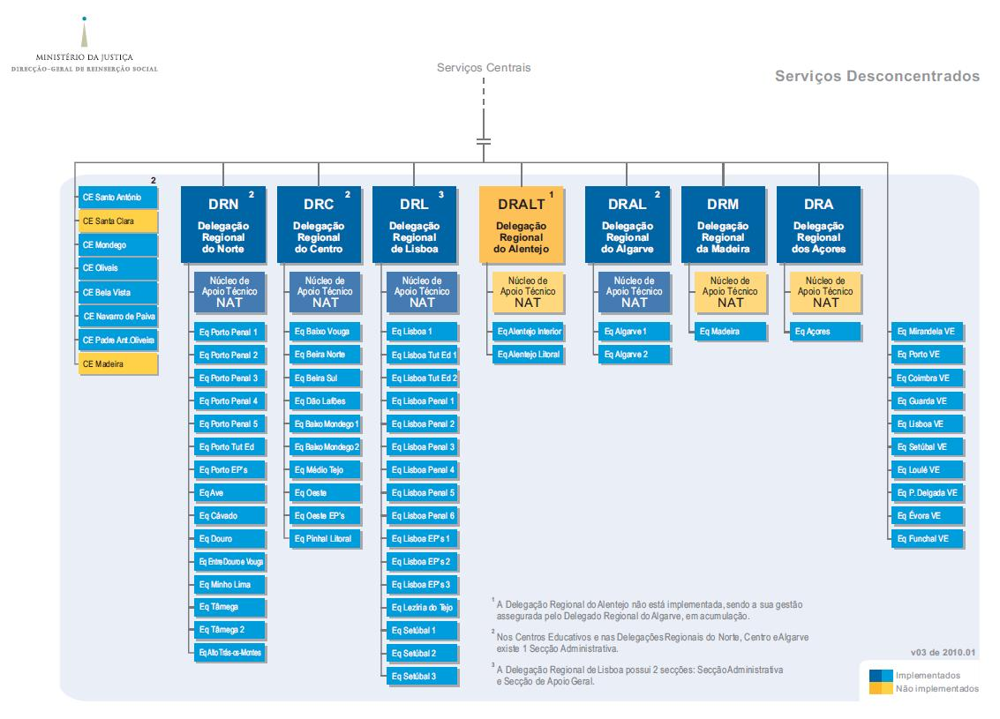 MINISTÉRIO DA JUSTIÇA
DIRECÇÃO-GERAL DE REINSERÇÃO SOCIAL
Serviços Centrais
Serviços Desconcentrados
2
CE Santo António
CE Santa Clara
CE Mondego
CE Olivais
CE Bela Vista
CE Navarro de Paiva
CE Padre Ant.Oliveira
CE Madeira
DRN 2
Delegação
Regional
do Norte
Núcleo de
Apoio Técnico
NAT
Eq Porto Penal 1
Eq Porto Penal 2
Eq Porto Penal 3
Eq Porto Penal 4
Eq Porto Penal 5
Eq Porto Tut Ed
Eq Porto EP's
Eq Ave
Eq Cávado
Eq Douro
Eq Entre Douro e Vouga
Eq Minho Lima
Eq Tâmega
Eq Tâmega 2
Eq Alto Trás-os-Montes
DRC 2
Delegação
Regional
do Centro
Núcleo de
Apoio Técnico
NAT
Eq Baixo Vouga
Eq Beira Norte
Eq Beira Sul
Eq Dão Lafões
Eq Baixo Mondego 1
Eq Baixo Mondego 2
Eq Médio Tejo
Eq Oeste
Eq Oeste EP's
Eq Pinhal Litoral
DRL 3
Delegação
Regional
de Lisboa
Núcleo de
Apoio Técnico
NAT
Eq Lisboa 1
Eq Lisboa Tut Ed 1
Eq Lisboa Tut Ed 2
Eq Lisboa Penal 1
Eq Lisboa Penal 2
Eq Lisboa Penal 3
Eq Lisboa Penal 4
Eq Lisboa Penal 5
Eq Lisboa Penal 6
Eq Lisboa EP's 1
Eq Lisboa EP's 2
Eq Lisboa EP's 3
Eq Lezíria do Tejo
Eq Setúbal 1
Eq Setúbal 2
Eq Setúbal 3
DRALT 1
Delegação
Regional
do Alentejo
Núcleo de
Apoio Técnico
NAT
Eq Alentejo Interior
Eq Alentejo Litoral
DRAL 2
Delegação
Regional
do Algarve
Núcleo de
Apoio Técnico
NAT
Eq Algarve 1
Eq Algarve 2
DRM
Delegação
Regional
da Madeira
Núcleo de
Apoio Técnico
NAT
Eq Madeira
DRA
Delegação
Regional
dos Açores
Núcleo de
Apoio Técnico
NAT
Eq Açores
Eq Mirandela VE
Eq Porto VE
Eq Coimbra VE
Eq Guarda VE
Eq Lisboa VE
Eq Setúbal VE
Eq Loulé VE
Eq P. Delgada VE
Eq Évora VE
Eq Funchal VE
1 A Delegação Regional do Alentejo não está implementada, sendo a sua gestão
assegurada pelo Delegado Regional do Algarve, em acumulação.
2 Nos Centros Educativos e nas Delegações Regionais do Norte, Centro e Algarve
existe 1 Secção Administrativa.
3 A Delegação Regional de Lisboa possui 2 secções: Secção Administrativa
e Secção de Apoio Geral.
v03 de 2010.01
Implementados
Não implementados